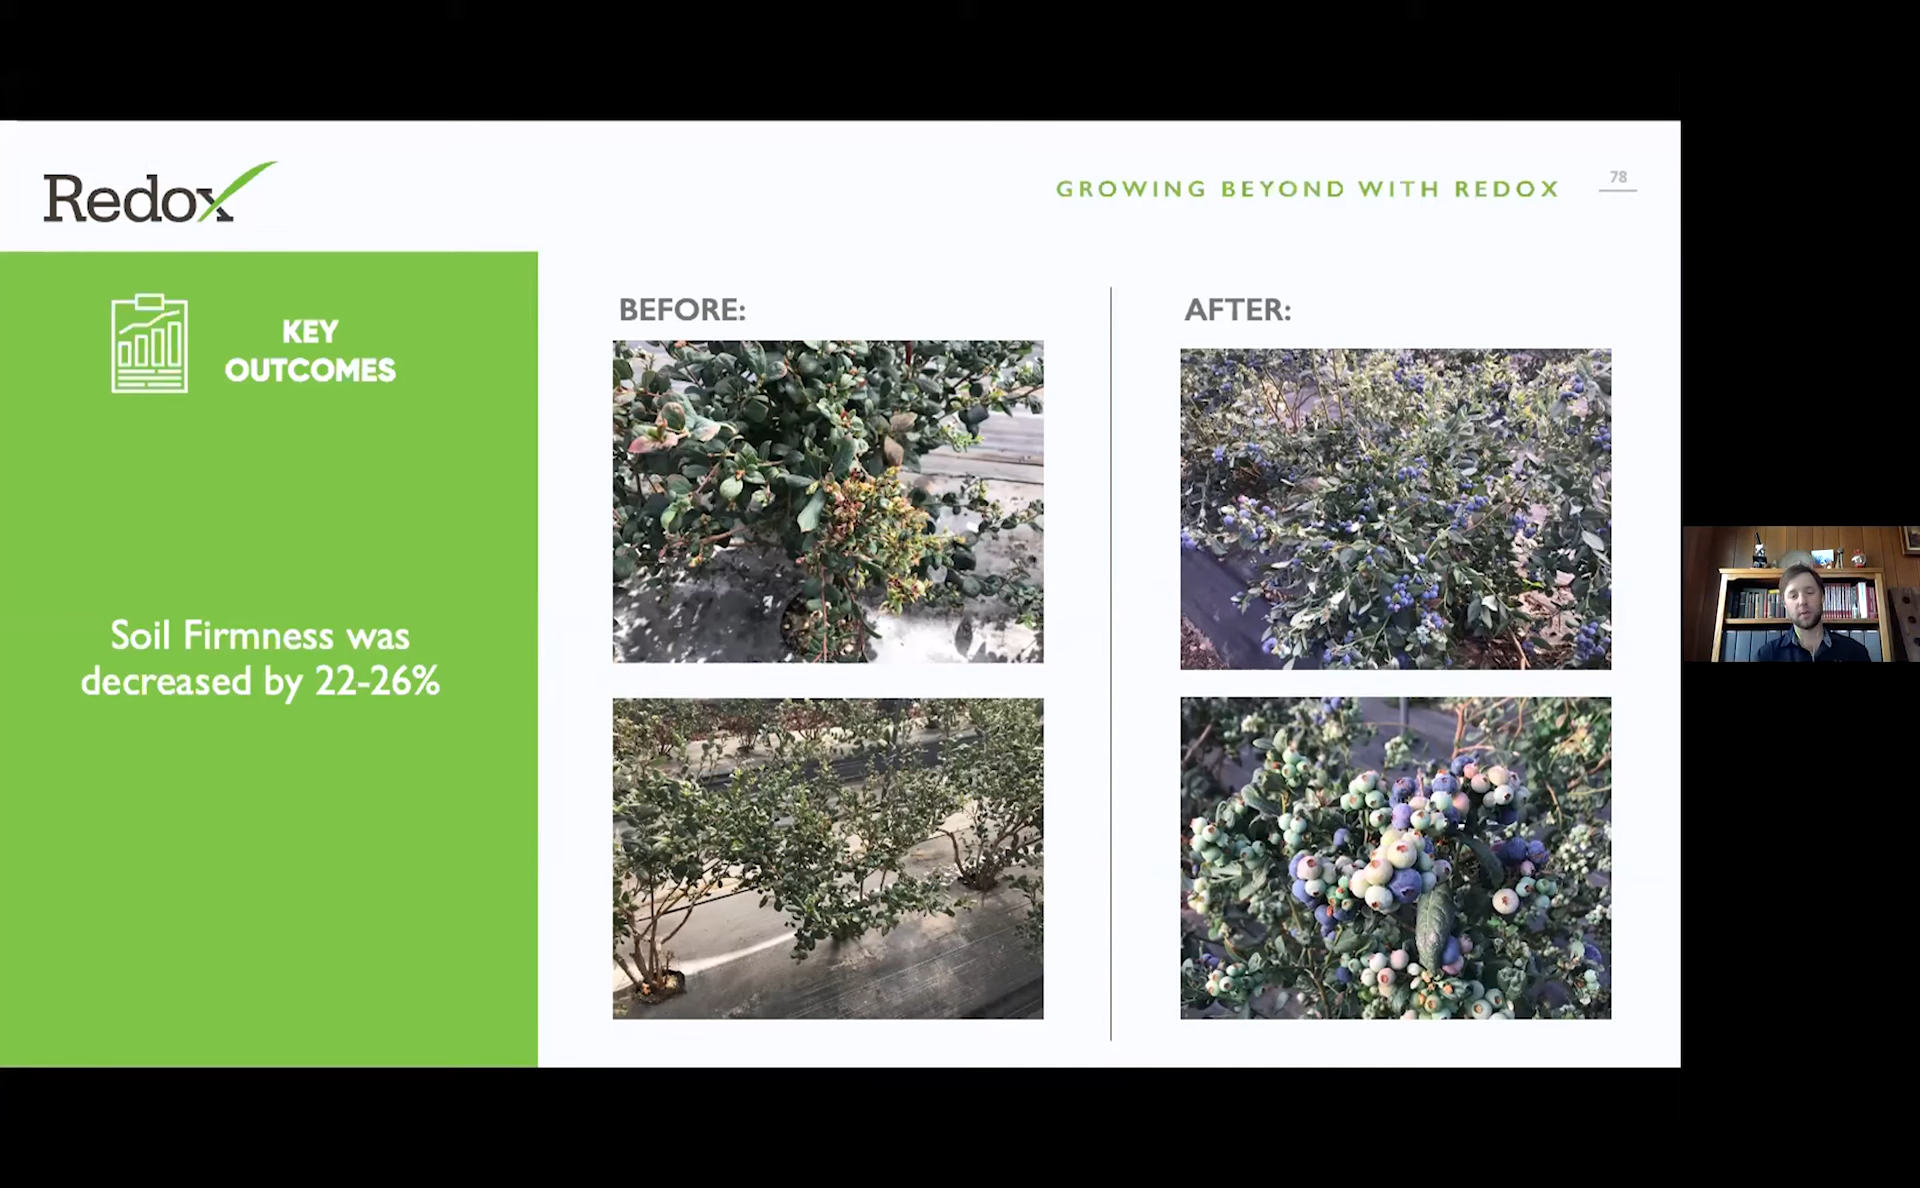 Redox
GROWING BEYOND WITH REDOX
78
KEY
OUTCOMES
Soil Firmness was
decreased by 22-26%
BEFORE:
AFTER: